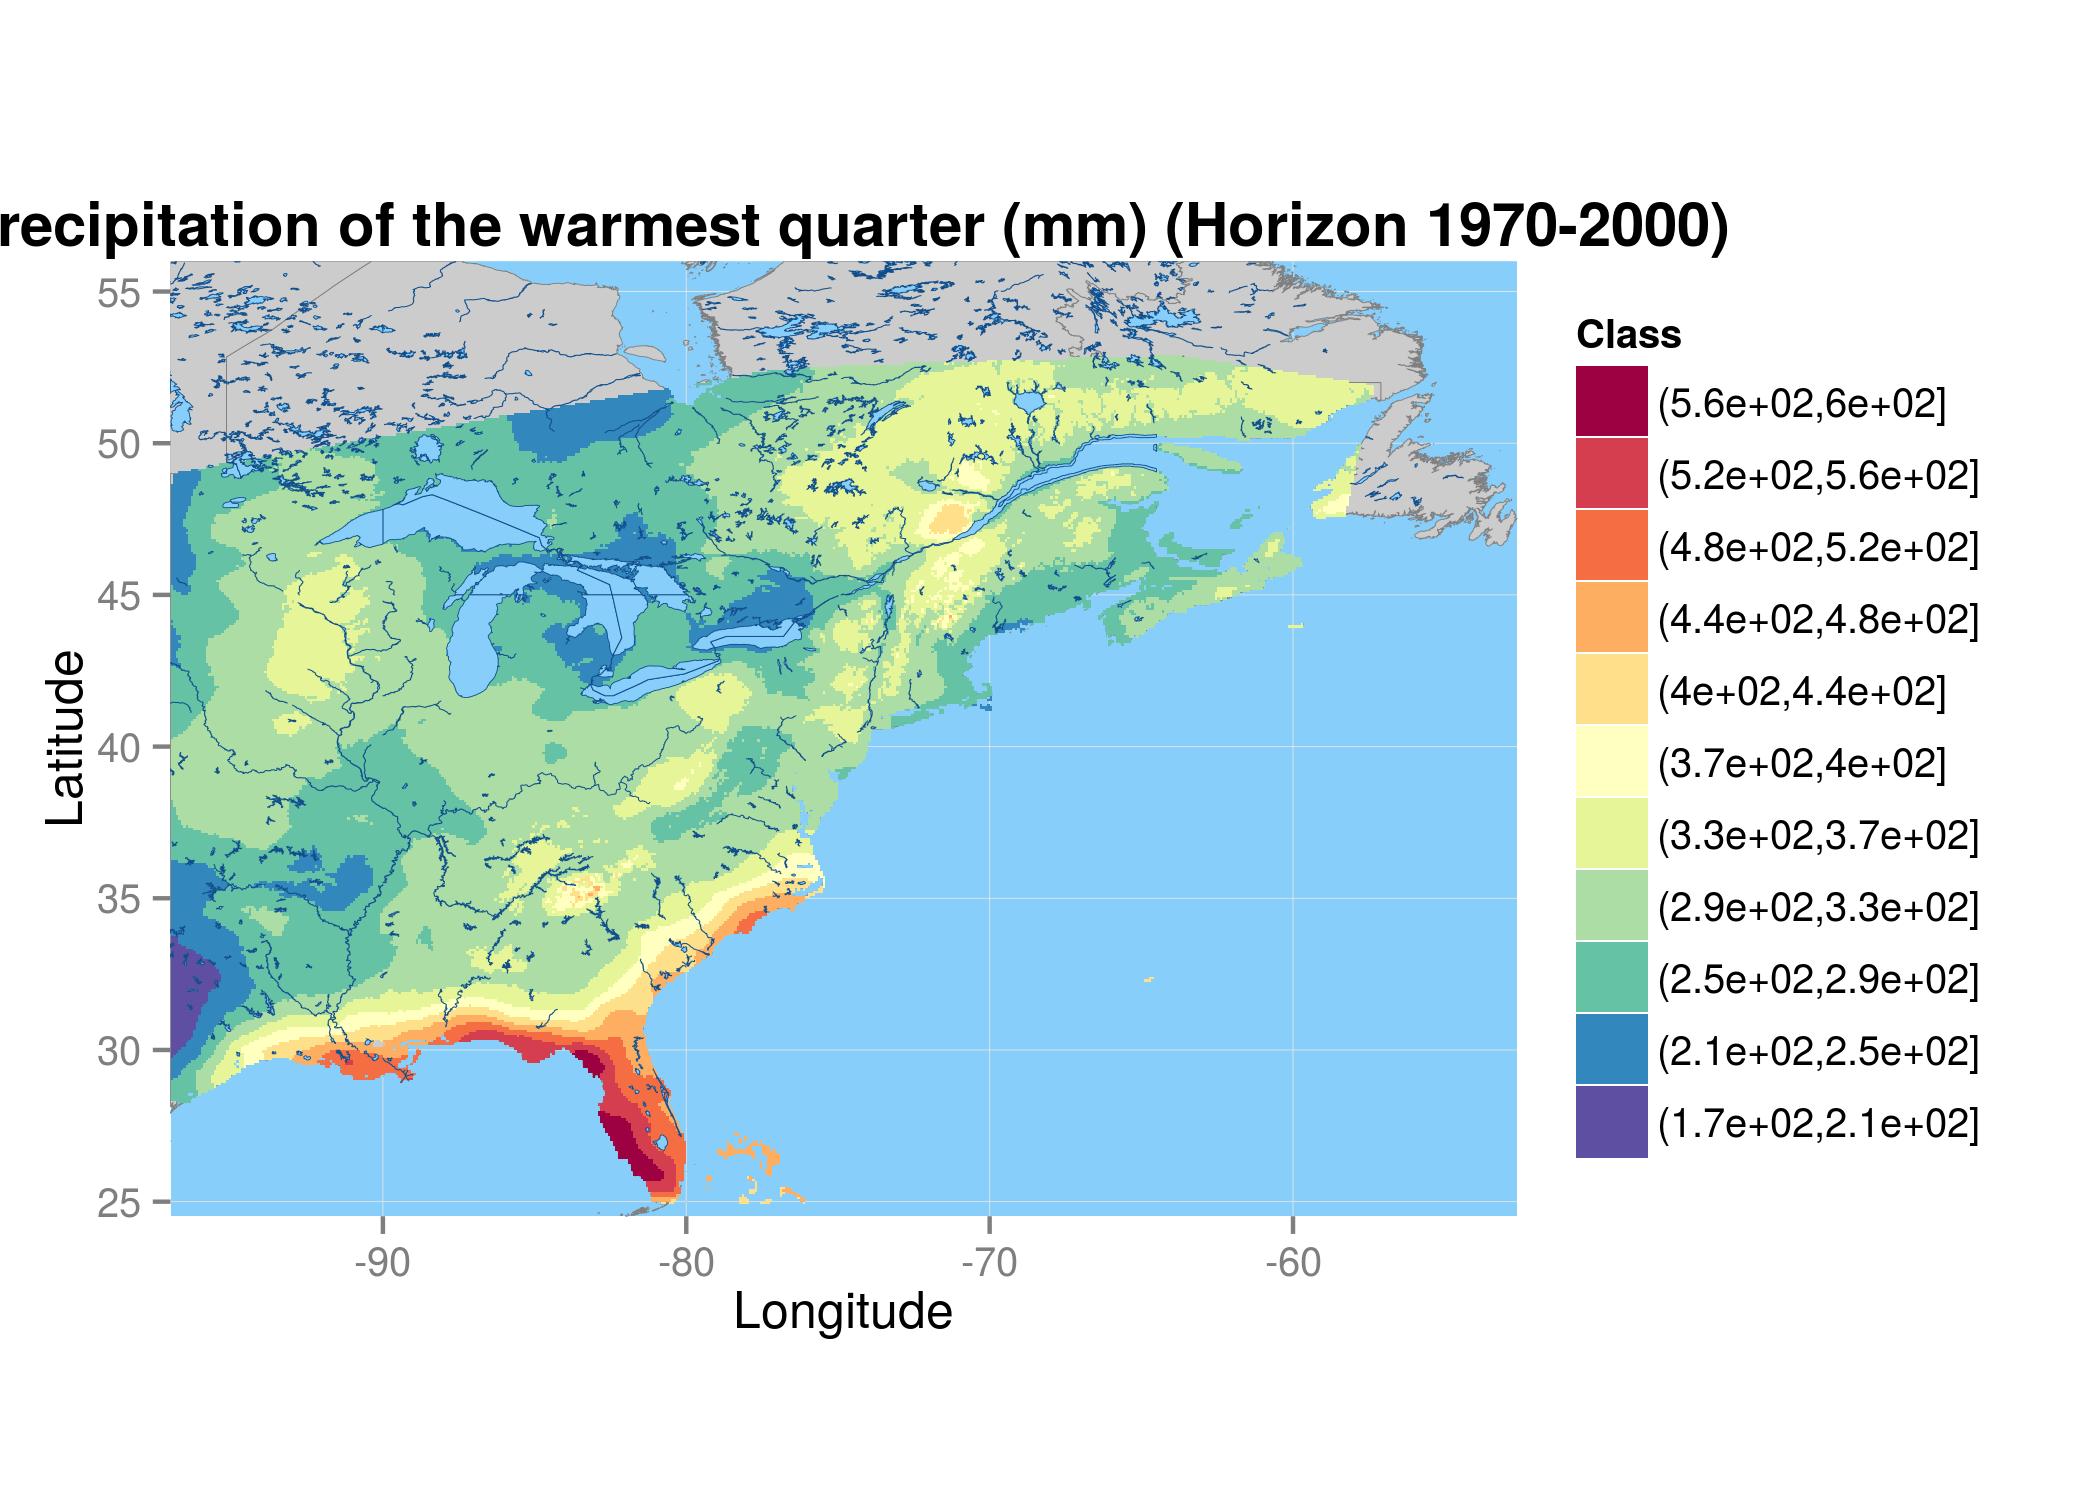 recipitation of the warmest quarter (mm) (Horizon 1970-2000)
55
50
45
40
35
30
25
Latitude
-90
-80
-70
-60
Longitude
Class
(5.6e+02,6e+02]
(5.2e+02,5.6e+02]
(4.8e+02,5.2e+02]
(4.4e+02,4.8e+02]
(4e+02,4.4e+02]
(3.7e+02,4e+02]
(3.3e+02,3.7e+02]
(2.9e+02,3.3e+02]
(2.5e+02,2.9e+02]
(2.1e+02,2.5e+02]
(1.7e+02,2.1e+02]